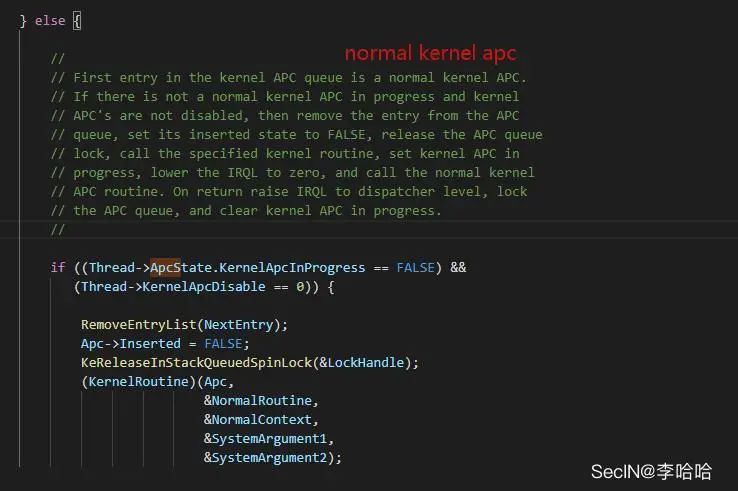 } else {
normal kernel apc
//
// First entry in the kernel APC queue is a normal kernel APC.
// If there is not a normal kernel APC in progress and kernel
// APC's are not disabled, then remove the entry from the APC
// queue, set its inserted state to FALSE, release the APC queue
// lock, call the specified kernel routine, set kernel APC in
// progress, lower the IRQL to zero, and call the normal kernel
// APC routine. On return raise IRQL to dispatcher level, lock
// the APC queue, and clear kernel APC in progress.
//
if ((Thread->ApcState.KernelApcInProgress == FALSE) &&
(Thread->KernelApcDisable == 0)) {
RemoveEntryList(NextEntry);
Apc->Inserted = FALSE;
KeReleaseInStackQueuedSpinLock(&LockHandle);
(KernelRoutine)(Apc,
&NormalRoutine,
&NormalContext,
&SystemArgument1,
&SystemArgument2);
SecIN@李哈哈